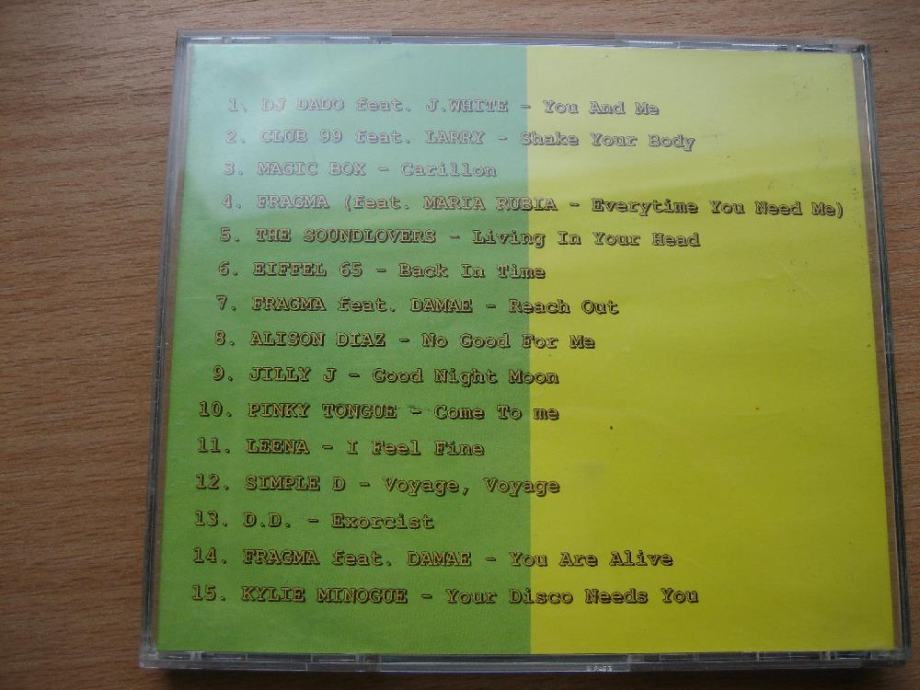 1. DJ DADO feat. J.WHITE - You And Me
2. CLUB 99 feat. LARRY - Shake Your Body
3. MAGIC BOX - Carillon
4. FRAGMA (feat. MARIA RUBIA - Everytime You Need Me)
5. THE SOUNDLOVERS - Living In Your Head
6. EIFFEL 65 - Back In Time
7. FRAGMA feat. DAMAE - Reach Out
8. ALISON DIAZ - No Good For Me
9. JILLY J - Good Night Moon
10. PINKY TONGUE - Come To me
11. LEENA - I Feel Fine
12. SIMPLE D - Voyage, Voyage
13. D.D. - Exorcist
14. FRAGMA feat. DAMAE - You Are Alive
15. KYLIE MINOGUE - Your Disco Needs You